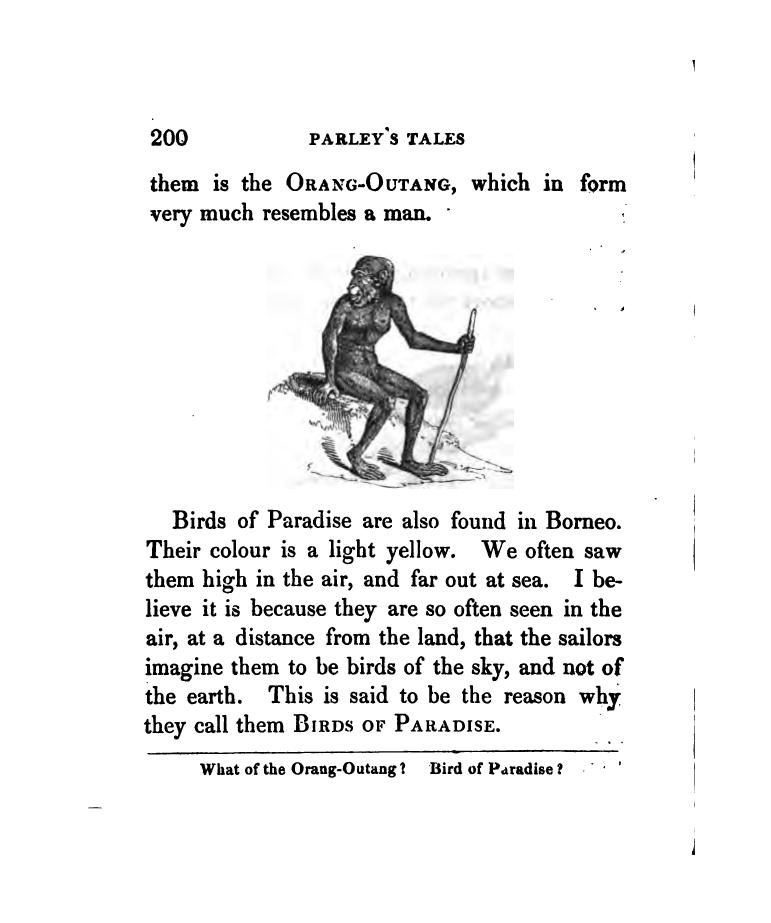 200 PARLEY'S TALES
them is the ORANG-OUTANG, which in form
very much resembles a man.
Birds of Paradise are also found in Borneo.
Their colour is a light yellow. We often saw
them high in the air, and far out at sea. I be-
lieve it is because they are so often seen in the
air, at a distance from the land, that the sailors
imagine them to be birds of the sky, and not of
the earth. This is said to be the reason why
they call them BIRDS OF PARADISE.
What of the Orang-Outang? Bird of Paradise?